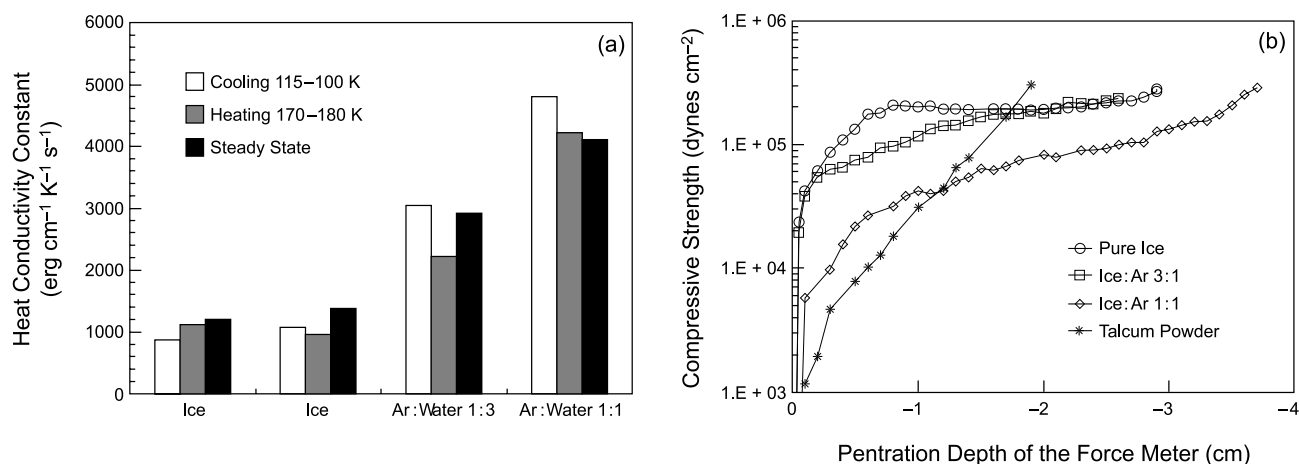 6000
5000
4000
3000
2000
1000
0
Heat Conductivity Constant
(erg cm⁻¹ K⁻¹ s⁻¹)
(a)
Cooling 115–100 K
Heating 170–180 K
Steady State
Ice
Ice
Ar:Water 1:3
Ar:Water 1:1
1.E + 06
1.E + 05
1.E + 04
1.E + 03
Compressive Strength (dynes cm⁻²)
(b)
Pure Ice
Ice:Ar 3:1
Ice:Ar 1:1
Talcum Powder
0
–1
–2
–3
–4
Pentration Depth of the Force Meter (cm)